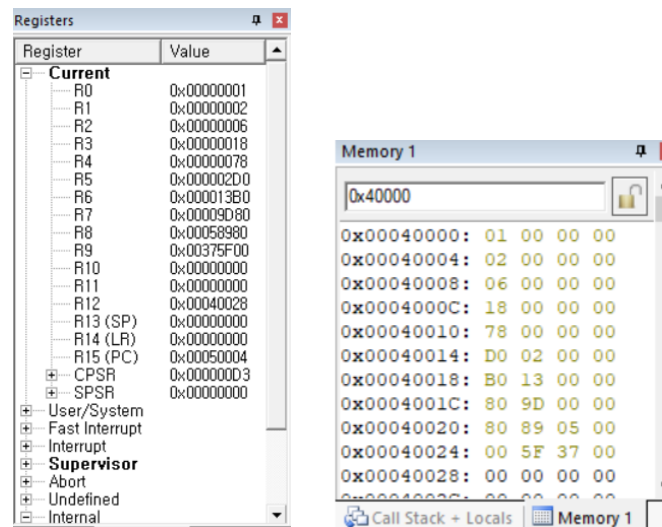 Registers
Register Value
Current
R0 0x00000001
R1 0x00000002
R2 0x00000006
R3 0x00000018
R4 0x00000078
R5 0x000002D0
R6 0x000013B0
R7 0x00009D80
R8 0x00058980
R9 0x00375F00
R10 0x00000000
R11 0x00000000
R12 0x00040028
R13 (SP) 0x00000000
R14 (LR) 0x00000000
R15 (PC) 0x00050004
CPSR 0x000000D3
SPSR 0x00000000
User/System
Fast Interrupt
Interrupt
Supervisor
Abort
Undefined
Internal
Memory 1
0x40000
0x00040000: 01 00 00 00
0x00040004: 02 00 00 00
0x00040008: 06 00 00 00
0x0004000C: 18 00 00 00
0x00040010: 78 00 00 00
0x00040014: D0 02 00 00
0x00040018: B0 13 00 00
0x0004001C: 80 9D 00 00
0x00040020: 80 89 05 00
0x00040024: 00 5F 37 00
0x00040028: 00 00 00 00
Call Stack + Locals Memory 1